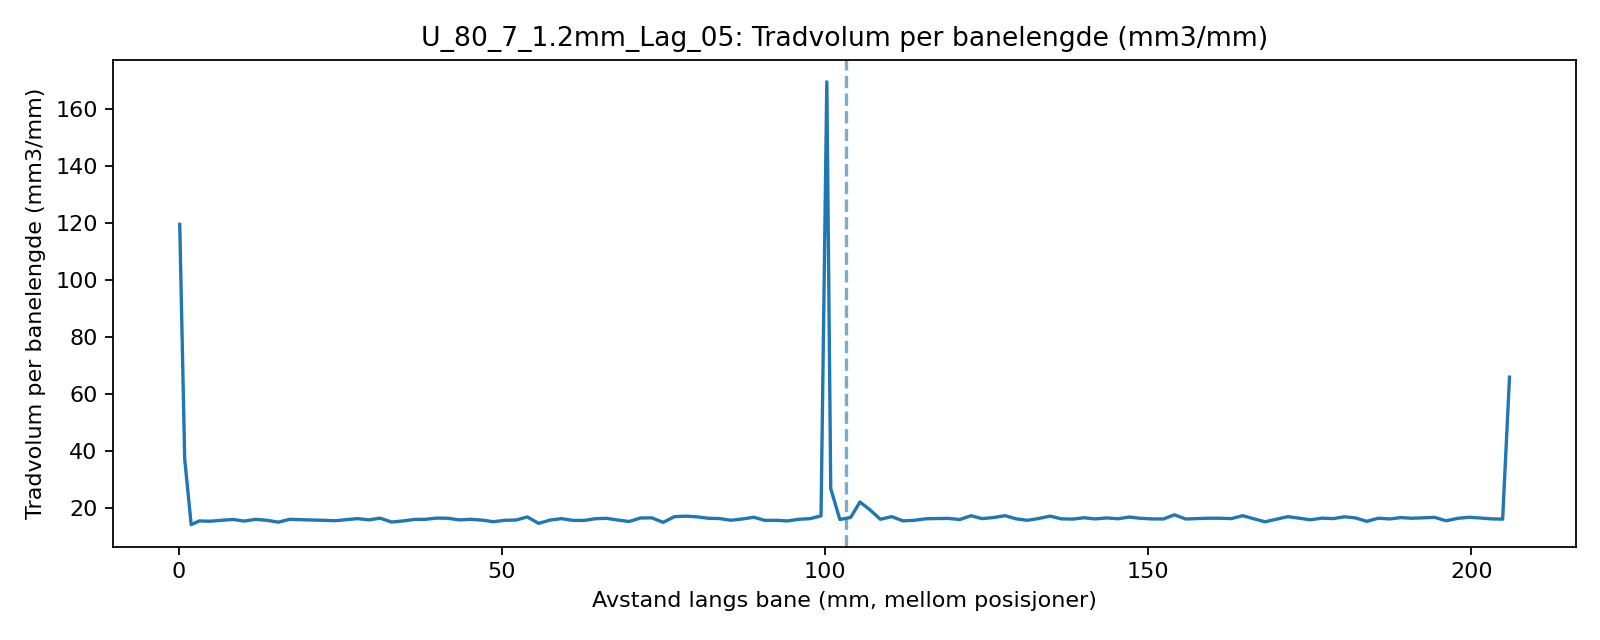 U_80_7_1.2mm_Lag_05: Tradvolum per banelengde (mm3/mm)
Tradvolum per banelengde (mm3/mm)
160
140
120
100
80
60
40
20
0 50 100 150 200
Avstand langs bane (mm, mellom posisjoner)